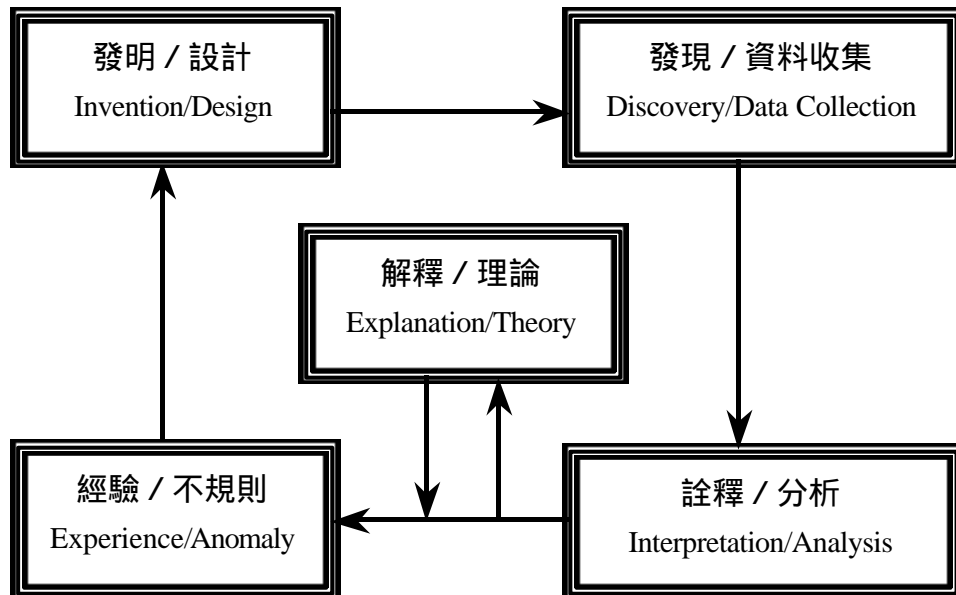 發明 / 設計
Invention/Design
發現 / 資料收集
Discovery/Data Collection
解釋 / 理論
Explanation/Theory
經驗 / 不規則
Experience/Anomaly
詮釋 / 分析
Interpretation/Analysis